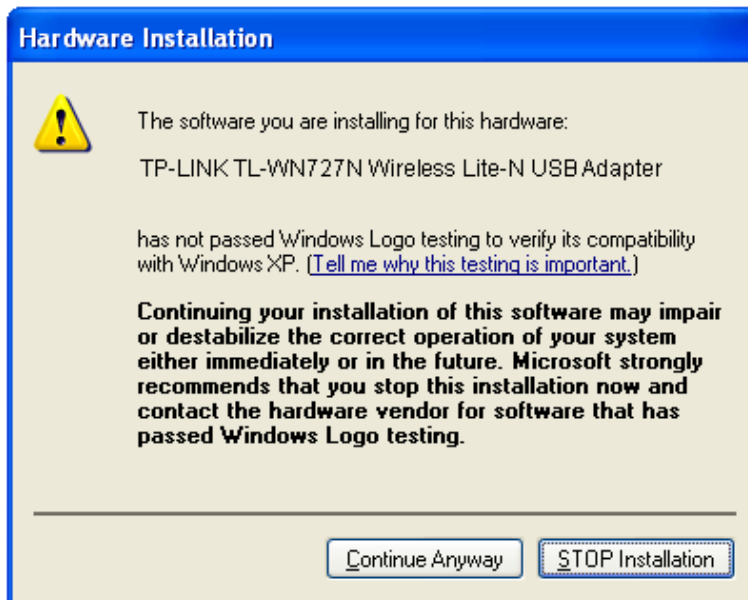 Hardware Installation
The software you are installing for this hardware:
TP-LINK TL-WN727N Wireless Lite-N USB Adapter
has not passed Windows Logo testing to verify its compatibility
with Windows XP. (Tell me why this testing is important.)
Continuing your installation of this software may impair
or destabilize the correct operation of your system
either immediately or in the future. Microsoft strongly
recommends that you stop this installation now and
contact the hardware vendor for software that has
passed Windows Logo testing.
Continue Anyway
STOP Installation